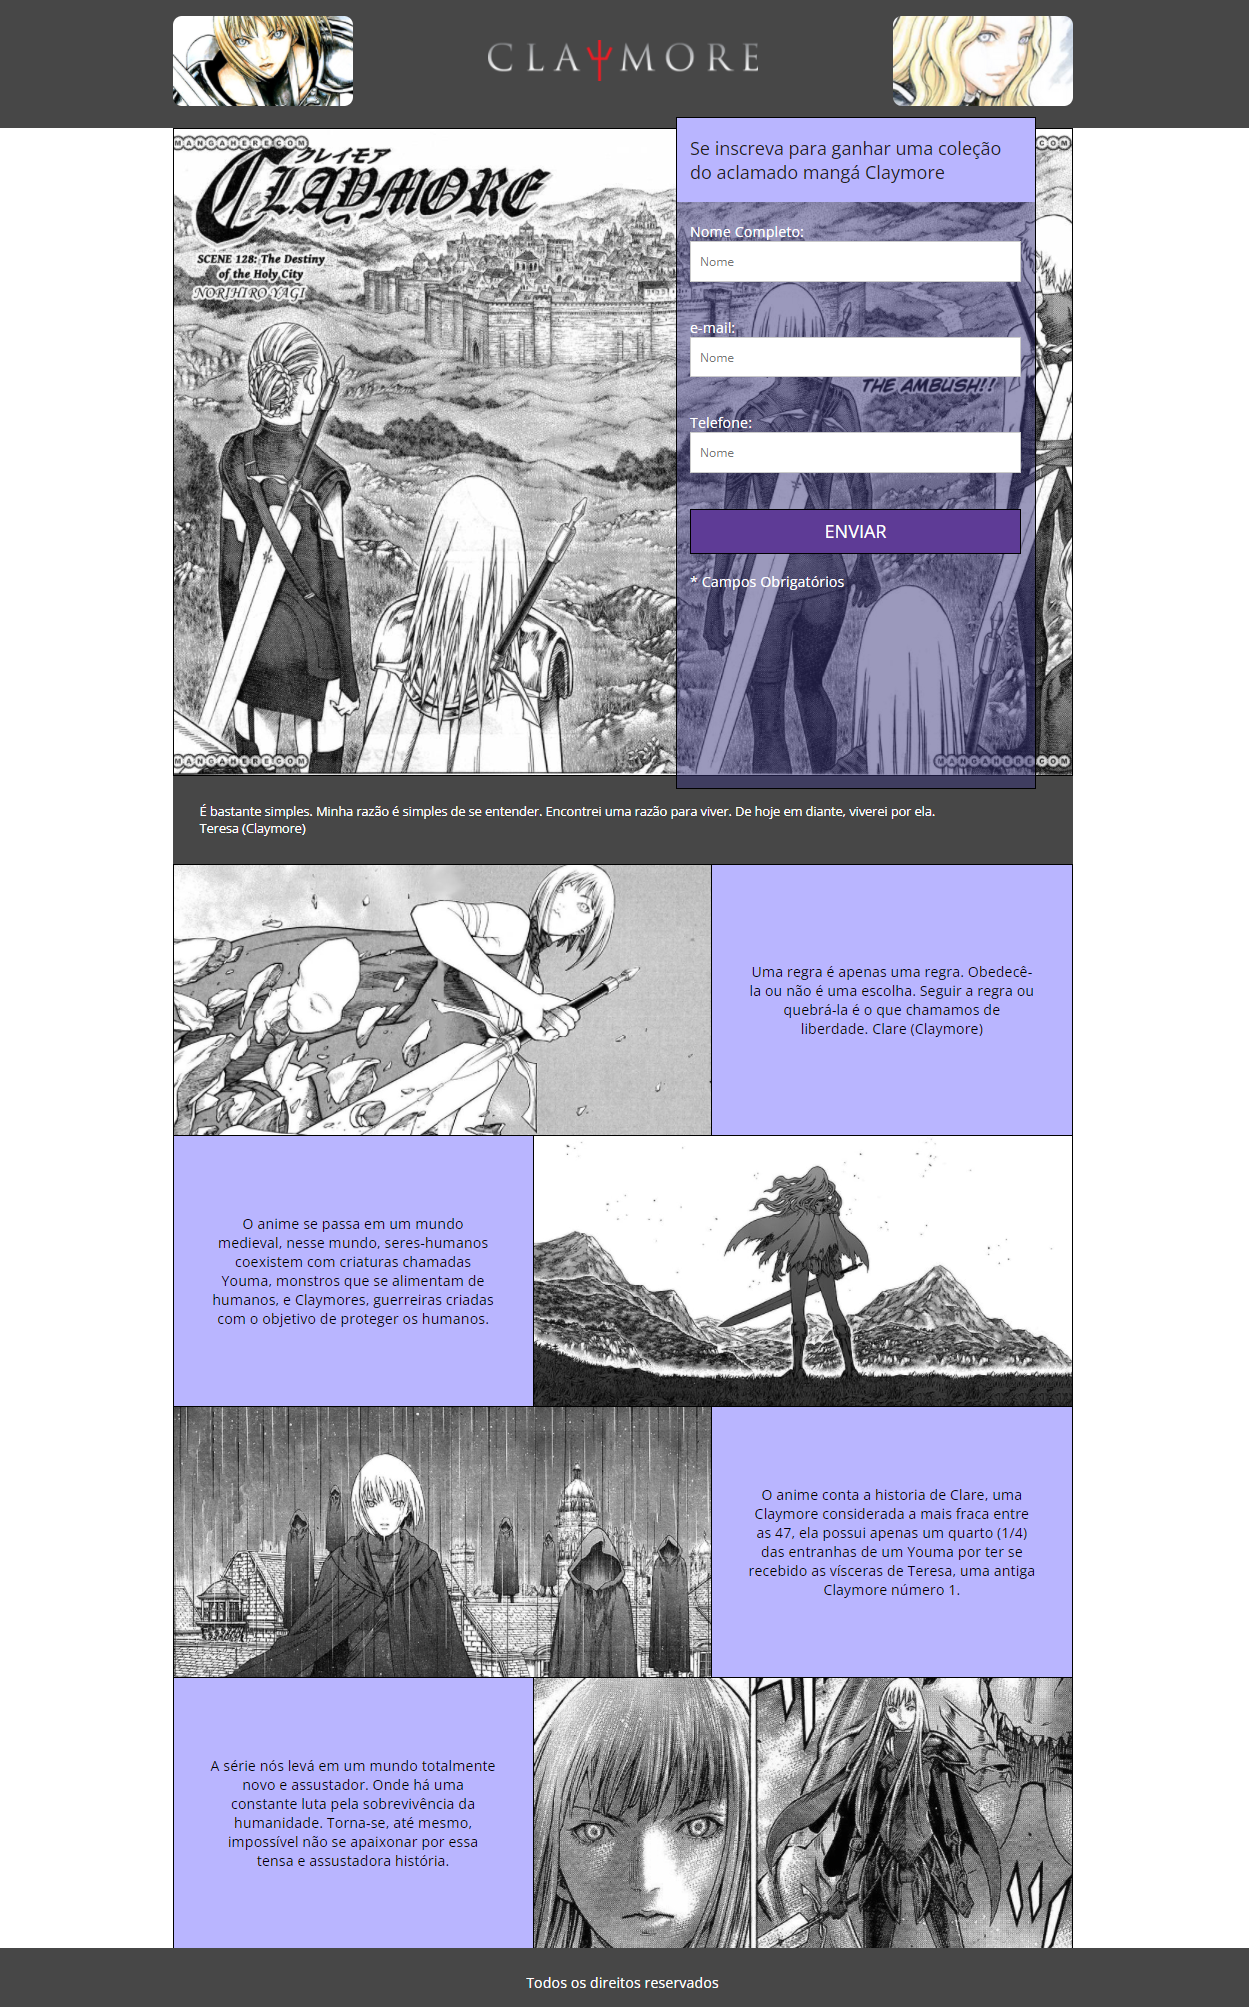 CLAYMORE
MANGAHERE.COM
クレイモア
CLAYMORE
SCENE 128: The Destiny
of the Holy City
NORIHIRO YAGI
Se inscreva para ganhar uma coleção
do aclamado mangá Claymore
Nome Completo:
Nome
e-mail:
Nome
THE AMBUSH!!
Telefone:
Nome
ENVIAR
* Campos Obrigatórios
MANGAHERE.COM
MANGAHERE.COM
É bastante simples. Minha razão é simples de se entender. Encontrei uma razão para viver. De hoje em diante, viverei por ela.
Teresa (Claymore)
Uma regra é apenas uma regra. Obedecê-
la ou não é uma escolha. Seguir a regra ou
quebrá-la é o que chamamos de
liberdade. Clare (Claymore)
O anime se passa em um mundo
medieval, nesse mundo, seres-humanos
coexistem com criaturas chamadas
Youma, monstros que se alimentam de
humanos, e Claymores, guerreiras criadas
com o objetivo de proteger os humanos.
O anime conta a historia de Clare, uma
Claymore considerada a mais fraca entre
as 47, ela possui apenas um quarto (1/4)
das entranhas de um Youma por ter se
recebido as vísceras de Teresa, uma antiga
Claymore número 1.
A série nós levá em um mundo totalmente
novo e assustador. Onde há uma
constante luta pela sobrevivência da
humanidade. Torna-se, até mesmo,
impossível não se apaixonar por essa
tensa e assustadora história.
Todos os direitos reservados